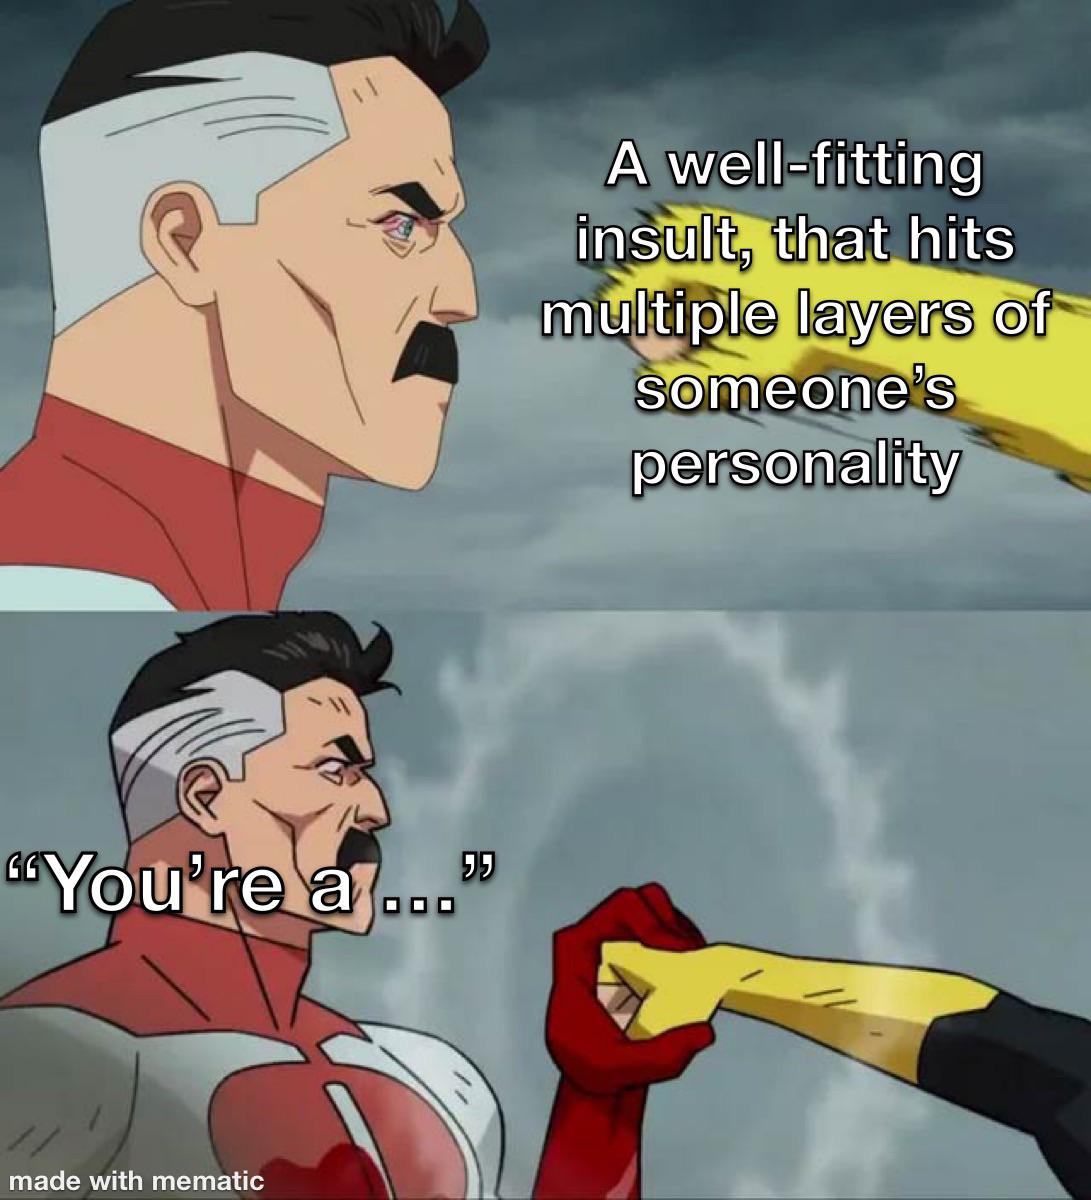 A well-fitting
insult, that hits
multiple layers of
someone’s
personality
“You’re a ...”
made with mematic